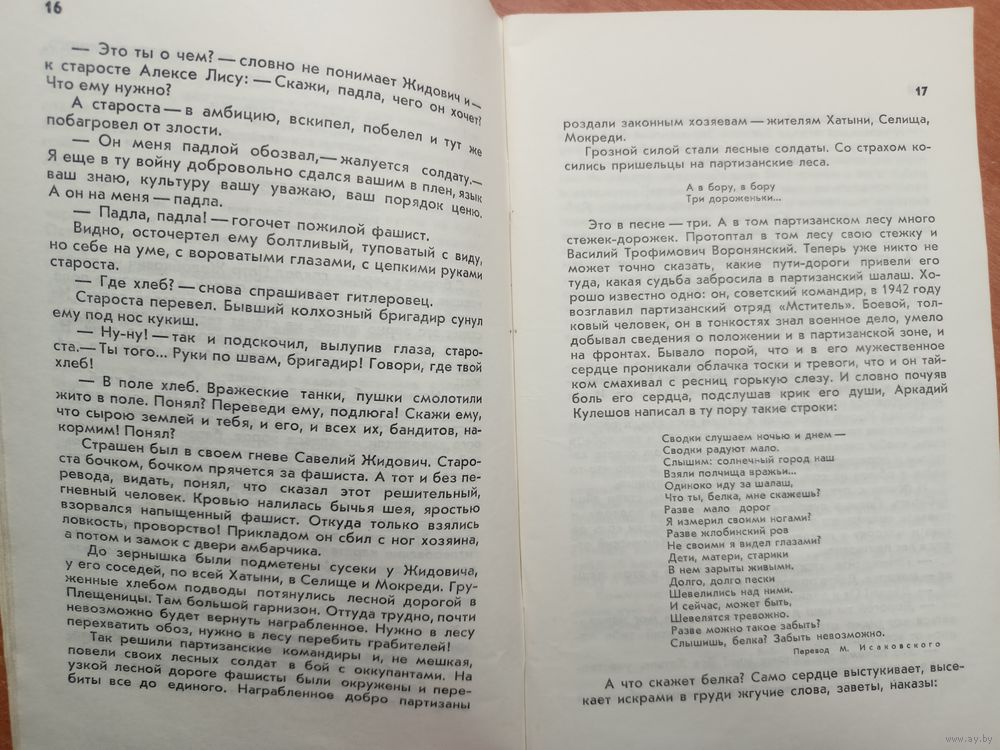 16
— Это ты о чем? — словно не понимает Жидович и —
к старосте Алексе Лису: — Скажи, падла, чего он хочет?
Что ему нужно?
А староста — в амбицию, вскипел, побелел и тут же
побагровел от злости.
— Он меня падлой обозвал, — жалуется солдату. —
Я еще в ту войну добровольно сдался вашим в плен, язык
ваш знаю, культуру вашу уважаю, ваш порядок ценю.
А он на меня — падла.
— Падла, падла! — гогочет пожилой фашист.
Видно, осточертел ему болтливый, туповатый с виду,
но себе на уме, с вороватыми глазами, с цепкими руками
староста.
— Где хлеб? — снова спрашивает гитлеровец.
Староста перевел. Бывший колхозный бригадир сунул
ему под нос кукиш.
— Ну-ну! — так и подскочил, вылупив глаза, старо-
ста. — Ты того... Руки по швам, бригадир! Говори, где твой
хлеб!
— В поле хлеб. Вражеские танки, пушки смолотили
жито в поле. Понял? Переведи ему, подлюга! Скажи ему,
что сырою землей и тебя, и его, и всех их, бандитов, на-
кормим! Понял?
Страшен был в своем гневе Савелий Жидович. Старо-
ста бочком, бочком прячется за фашиста. А тот и без пе-
ревода, видать, понял, что сказал этот решительный,
гневный человек. Кровью налилась бычья шея, яростью
взорвался напыщенный фашист. Откуда только взялись
ловкость, проворство! Прикладом он сбил с ног хозяина,
а потом и замок с двери амбарчика.
До зернышка были подметены сусеки у Жидовича,
у его соседей, по всей Хатыни, в Селище и Мокреди. Гру-
женные хлебом подводы потянулись лесной дорогой в
Плещеницы. Там большой гарнизон. Оттуда трудно, почти
невозможно будет вернуть награбленное. Нужно в лесу
перехватить обоз, нужно в лесу перебить грабителей!
Так решили партизанские командиры и, не мешкая,
повели своих лесных солдат в бой с оккупантами. На
узкой лесной дороге фашисты были окружены и пере-
биты все до единого. Награбленное добро партизаны
17
роздали законным хозяевам — жителям Хатыни, Селища,
Мокреди.
Грозной силой стали лесные солдаты. Со страхом ко-
сились пришельцы на партизанские леса.
А в бору, в бору
Три дороженьки...
Это в песне — три. А в том партизанском лесу много
стежек-дорожек. Протоптал в том лесу свою стежку и
Василий Трофимович Воронянский. Теперь уже никто не
может точно сказать, какие пути-дороги привели его
туда, какая судьба забросила в партизанский шалаш. Хо-
рошо известно одно: он, советский командир, в 1942 году
возглавил партизанский отряд «Мститель». Боевой, тол-
ковый человек, он в тонкостях знал военное дело, умело
добывал сведения о положении и в партизанской зоне, и
на фронтах. Бывало порой, что и в его мужественное
сердце проникали облачка тоски и тревоги, что и он тай-
ком смахивал с ресниц горькую слезу. И словно почуяв
боль его сердца, подслушав крик его души, Аркадий
Кулешов написал в ту пору такие строки:
Сводки слушаем ночью и днем —
Сводки радуют мало.
Слышим: солнечный город наш
Взяли полчища вражьи...
Одиноко иду за шалаш,
Что ты, белка, мне скажешь?
Разве мало дорог
Я измерил своими ногами?
Разве жлобинский ров
Не своими я видел глазами?
Дети, матери, старики
В нем зарыты живыми.
Долго, долго пески
Шевелились над ними.
И сейчас, может быть,
Шевелятся тревожно.
Разве можно такое забыть?
Слышишь, белка? Забыть невозможно.
Перевод М. Исаковского
А что скажет белка? Само сердце выстукивает, высе-
кает искрами в груди жгучие слова, заветы, наказы:
www.ay.by